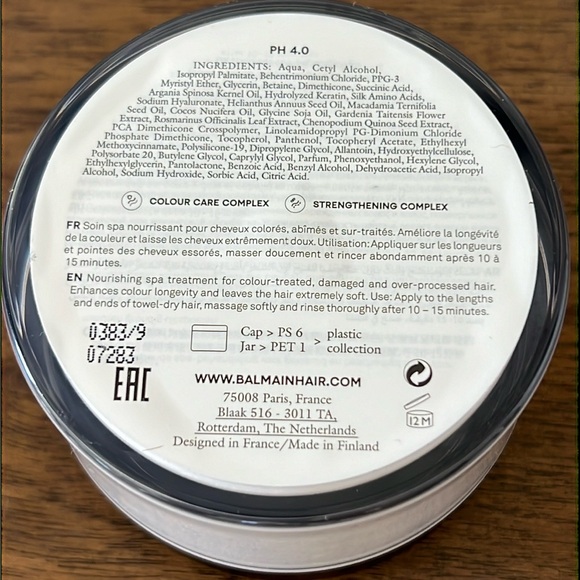 PH 4.0
INGREDIENTS: Aqua, Cetyl Alcohol,
Isopropyl Palmitate, Behentrimonium Chloride, PPG-3
Myristyl Ether, Glycerin, Betaine, Dimethicone, Succinic Acid,
Argania Spinosa Kernel Oil, Hydrolyzed Keratin, Silk Amino Acids,
Sodium Hyaluronate, Helianthus Annuus Seed Oil, Macadamia Ternifolia
Seed Oil, Cocos Nucifera Oil, Glycine Soja Oil, Gardenia Taitensis Flower
Extract, Rosmarinus Officinalis Leaf Extract, Chenopodium Quinoa Seed Extract,
PCA Dimethicone Crosspolymer, Linoleamidopropyl PG-Dimonium Chloride
Phosphate Dimethicone, Tocopherol, Panthenol, Tocopheryl Acetate, Ethylhexyl
Methoxycinnamate, Polysilicone-19, Dipropylene Glycol, Allantoin, Hydroxyethylcellulose,
Polysorbate 20, Butylene Glycol, Caprylyl Glycol, Parfum, Phenoxyethanol, Hexylene Glycol,
Ethylhexylglycerin, Pantolactone, Benzoic Acid, Benzyl Alcohol, Dehydroacetic Acid, Isopropyl
Alcohol, Sodium Hydroxide, Sorbic Acid, Citric Acid.
COLOUR CARE COMPLEX STRENGTHENING COMPLEX
FR Soin spa nourrissant pour cheveux colorés, abîmés et sur-traités. Améliore la longévité
de la couleur et laisse les cheveux extrêmement doux. Utilisation: Appliquer sur les longueurs
et pointes des cheveux essorés, masser doucement et rincer abondamment après 10 à
15 minutes.
EN Nourishing spa treatment for colour-treated, damaged and over-processed hair.
Enhances colour longevity and leaves the hair extremely soft. Use: Apply to the lengths
and ends of towel-dry hair, massage softly and rinse thoroughly after 10 – 15 minutes.
0383/9
07283
Cap > PS 6 > plastic
Jar > PET 1 collection
EAC
WWW.BALMAINHAIR.COM
75008 Paris, France
Blaak 516 - 3011 TA,
Rotterdam, The Netherlands
Designed in France/Made in Finland
12M